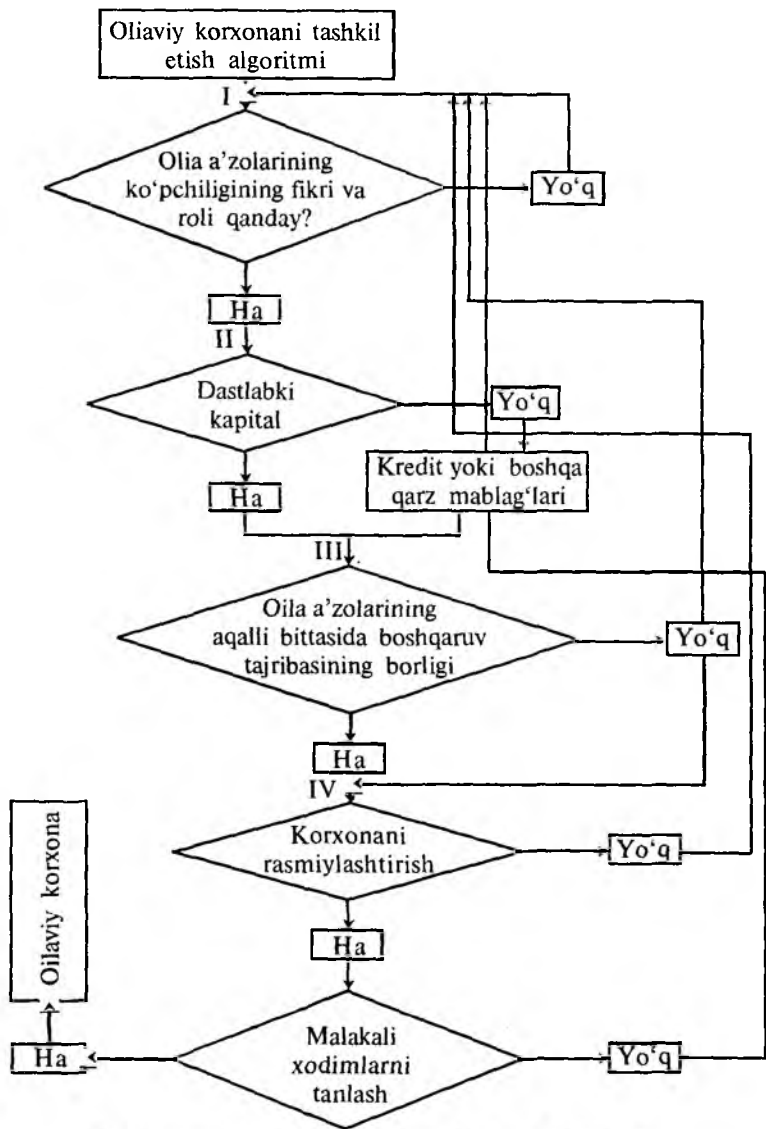 Oliaviy korxonani tashkil
etish algoritmi
I
Olia a’zolarining
ko‘pchiligining fikri va
roli qanday?
Yo‘q
Ha
II
Dastlabki
kapital
Yo‘q
Kredit yoki boshqa
qarz mablag‘lari
Ha
III
Oila a’zolarining
aqalli bittasida boshqaruv
tajribasining borligi
Yo‘q
Ha
IV
Korxonani
rasmiylashtirish
Yo‘q
Ha
Malakali
xodimlarni
tanlash
Yo‘q
Ha
Oilaviy korxona